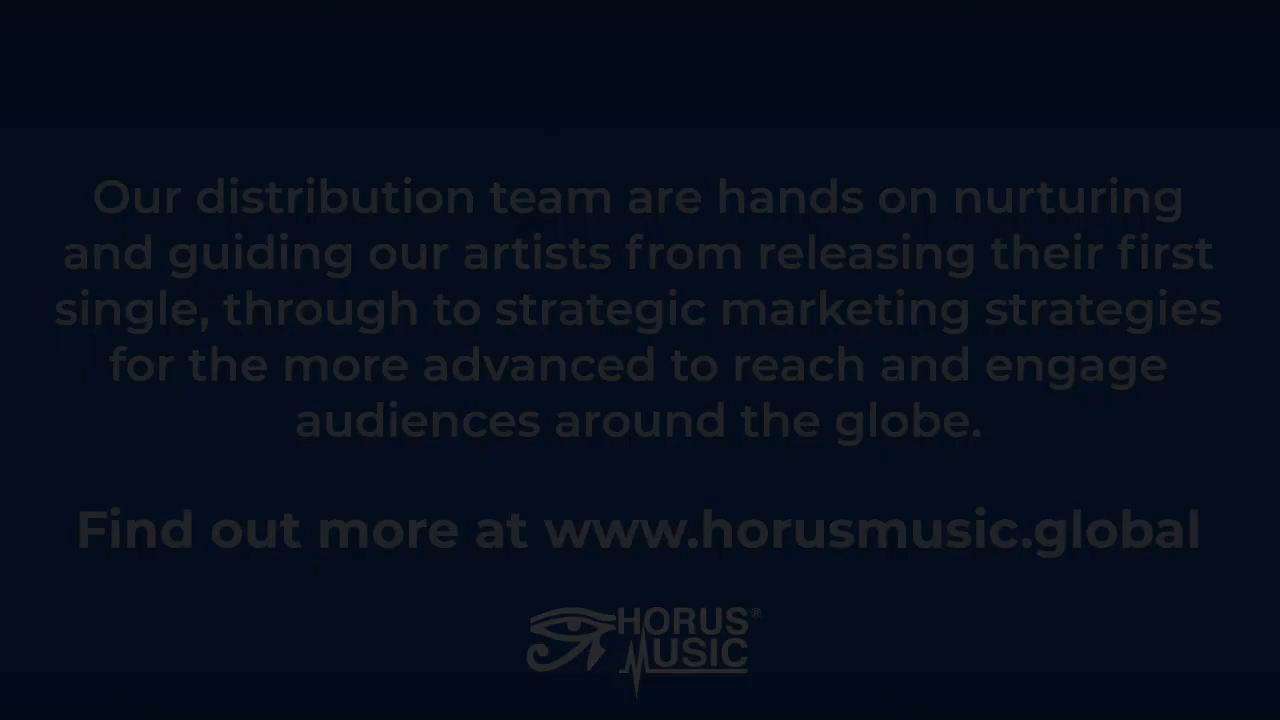 Our distribution team are hands on nurturing
and guiding our artists from releasing their first
single, through to strategic marketing strategies
for the more advanced to reach and engage
audiences around the globe.
Find out more at www.horusmusic.global
HORUS®
MUSIC